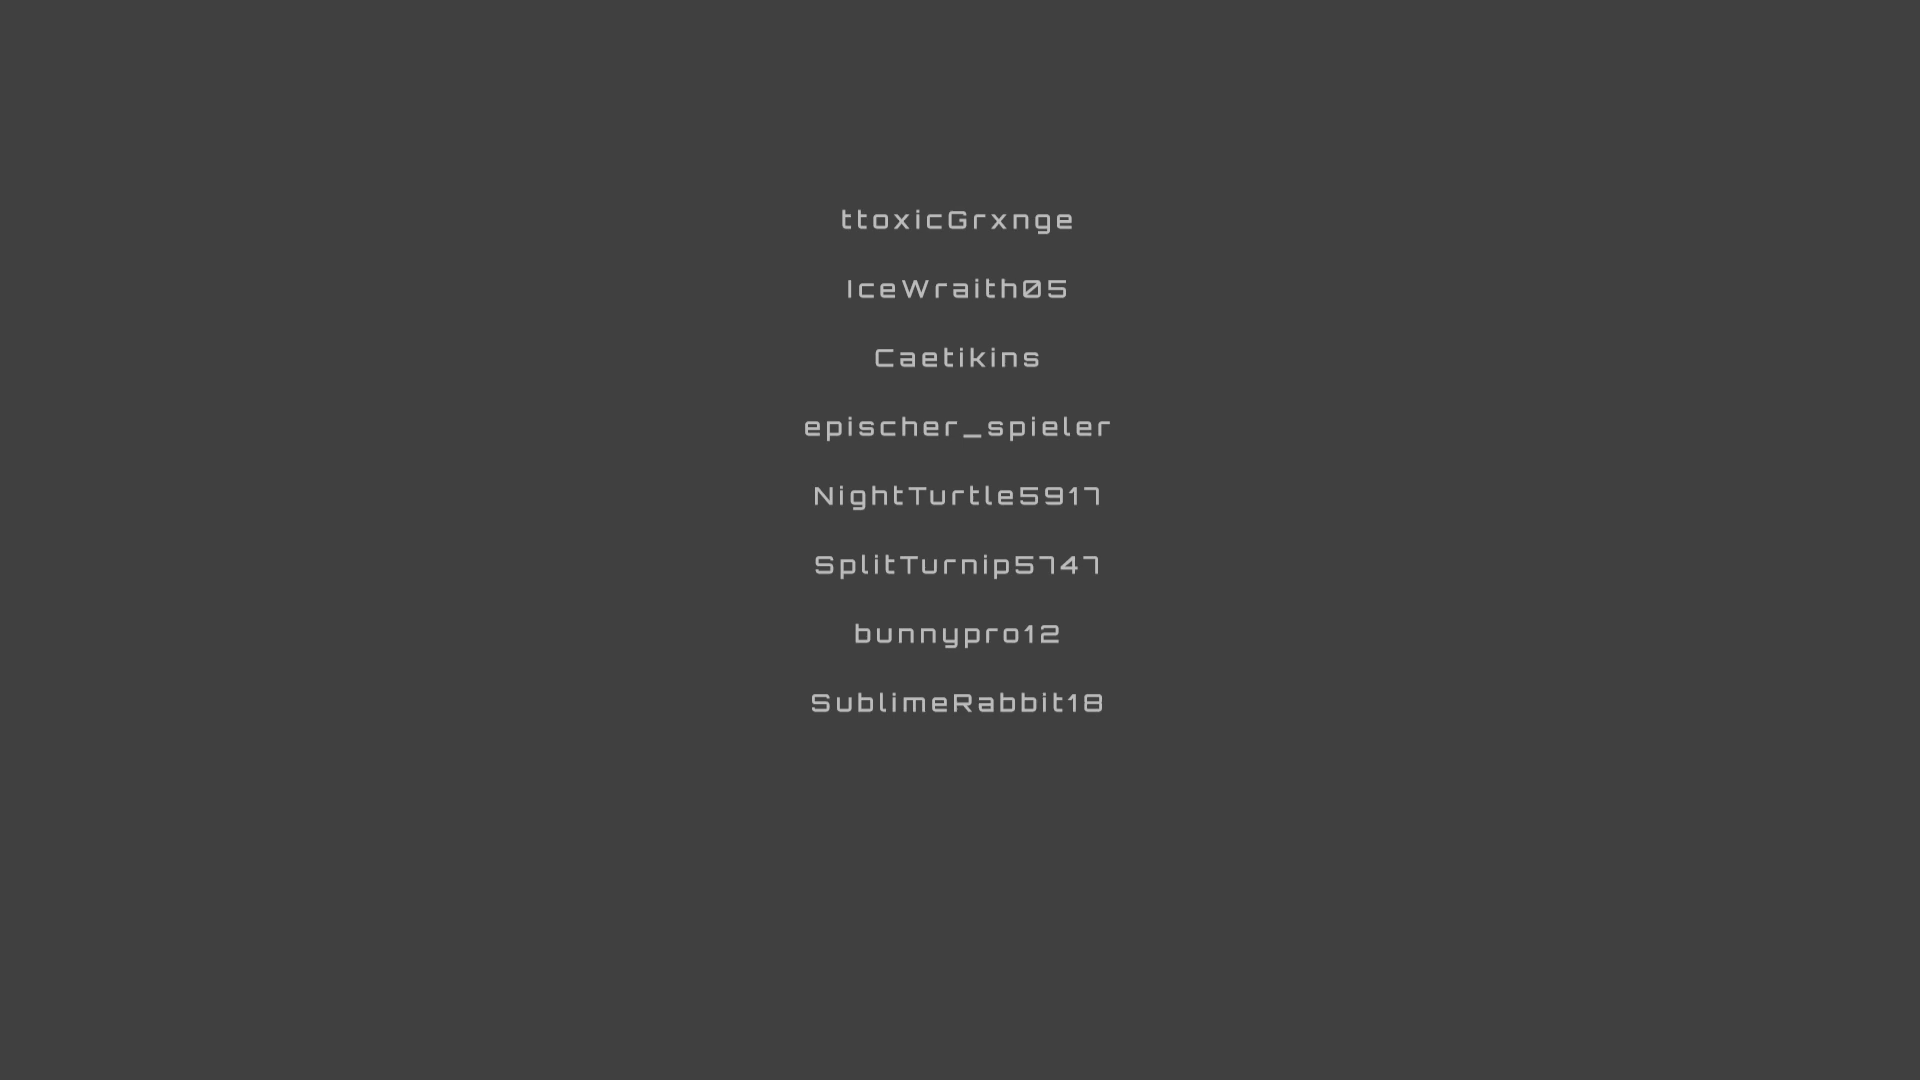 ttoxicGrxnge
IceWraith05
Caetikins
epischer_spieler
NightTurtle5917
SplitTurnip5747
bunnypro12
SublimeRabbit18